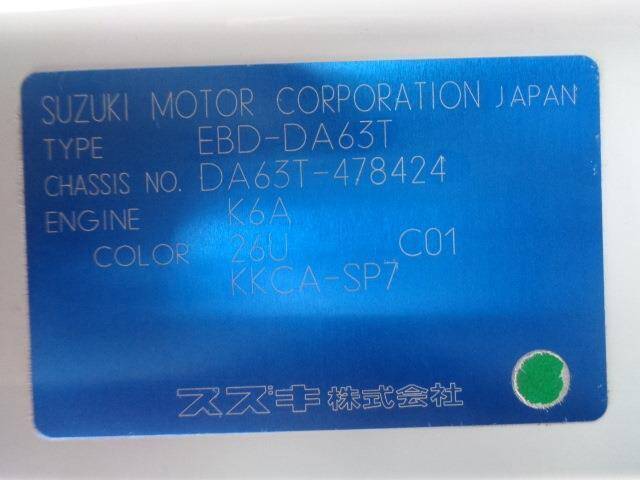 SUZUKI MOTOR CORPORATION JAPAN
TYPE EBD-DA63T
CHASSIS NO. DA63T-478424
ENGINE K6A
COLOR 26U C01
KKCA-SP7
スズキ株式会社